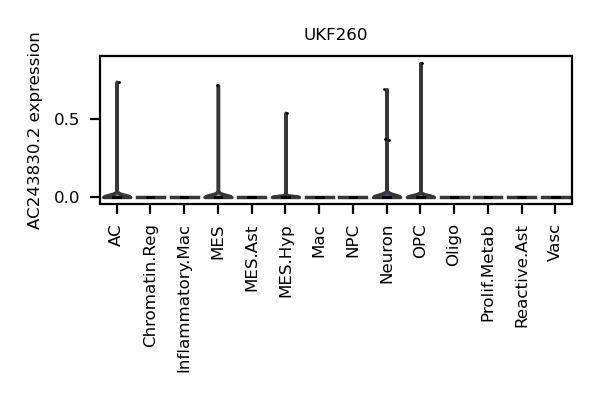 UKF260
AC243830.2 expression
0.5
0.0
AC
Chromatin.Reg
Inflammatory.Mac
MES
MES.Ast
MES.Hyp
Mac
NPC
Neuron
OPC
Oligo
Prolif.Metab
Reactive.Ast
Vasc